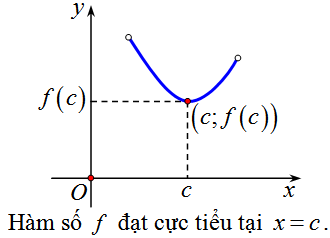 y
f(c)
(c; f(c))
O
c
x
Hàm số f đạt cực tiểu tại x = c.